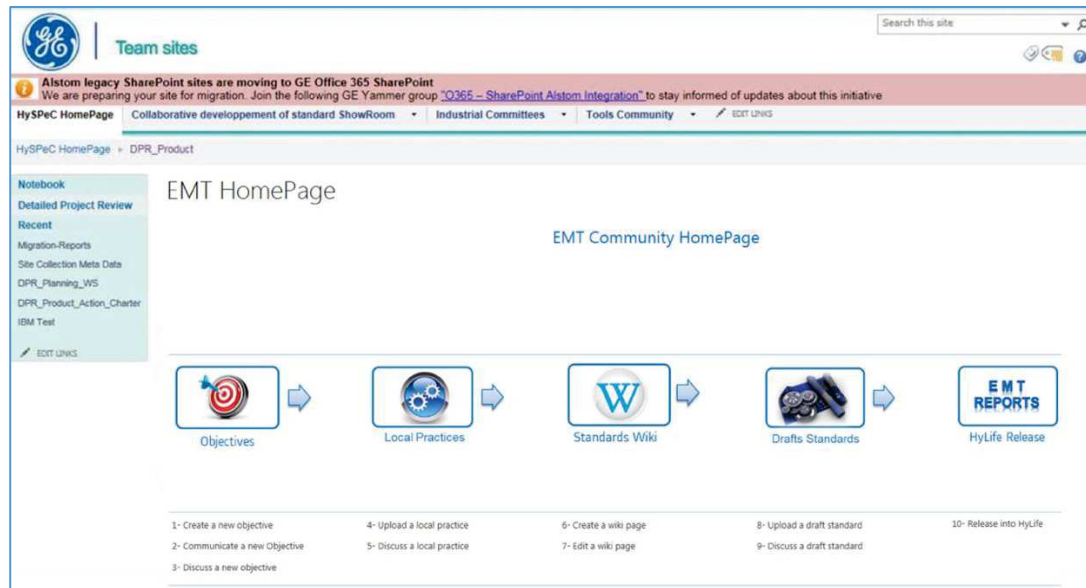 Search this site
GE
Team sites
Alstom legacy SharePoint sites are moving to GE Office 365 SharePoint
We are preparing your site for migration. Join the following GE Yammer group "O365 – SharePoint Alstom Integration" to stay informed of updates about this initiative
HySPeC HomePage Collaborative developpement of standard ShowRoom Industrial Committees Tools Community EDIT LINKS
HySPeC HomePage DPR_Product
Notebook
Detailed Project Review
Recent
Migration-Reports
Site Collection Meta Data
DPR_Planning_WS
DPR_Product_Action_Charter
IBM Test
EDIT LINKS
EMT HomePage
EMT Community HomePage
W
EMT
REPORTS
Objectives Local Practices Standards Wiki Drafts Standards HyLife Release
1- Create a new objective 4- Upload a local practice 6- Create a wiki page 8- Upload a draft standard 10- Release into HyLife
2- Communicate a new Objective 5- Discuss a local practice 7- Edit a wiki page 9- Discuss a draft standard
3- Discuss a new objective